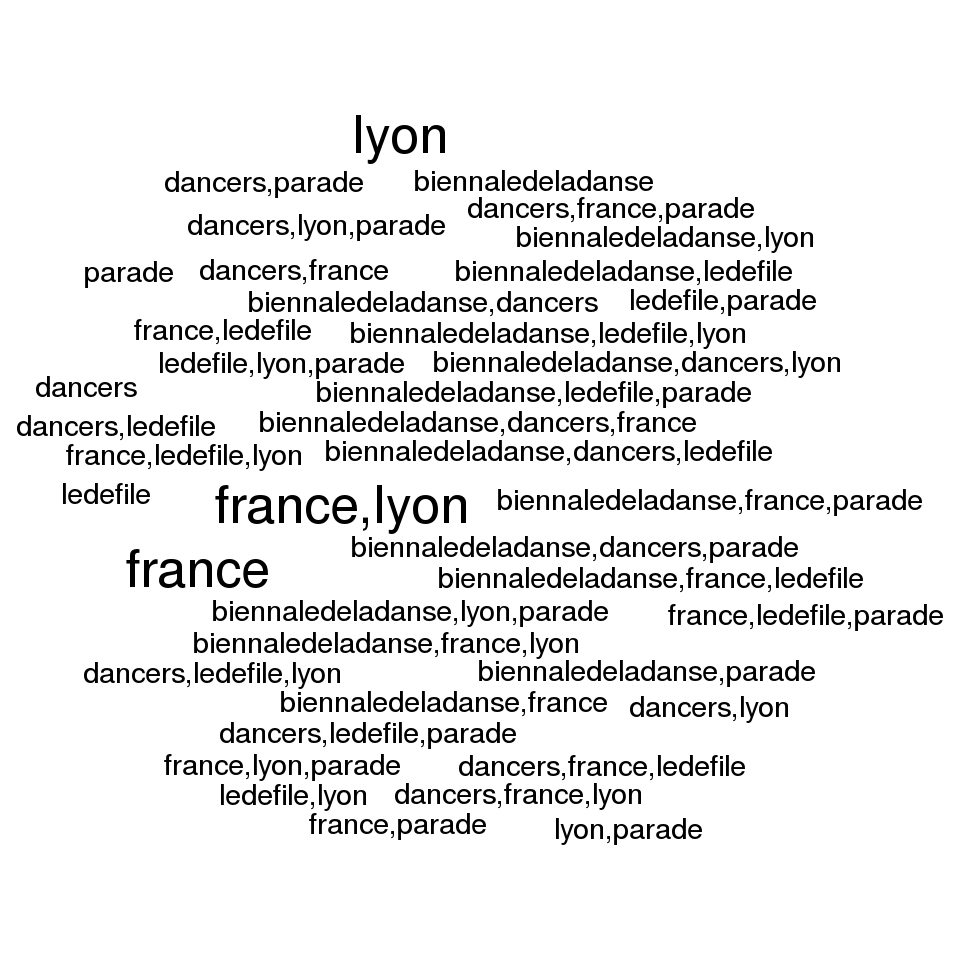 lyon
dancers,parade
biennaledeladanse
dancers,france,parade
dancers,lyon,parade
biennaledeladanse,lyon
parade
dancers,france
biennaledeladanse,ledefile
biennaledeladanse,dancers
ledefile,parade
france,ledefile
biennaledeladanse,ledefile,lyon
ledefile,lyon,parade
biennaledeladanse,dancers,lyon
dancers
biennaledeladanse,ledefile,parade
dancers,ledefile
biennaledeladanse,dancers,france
france,ledefile,lyon
biennaledeladanse,dancers,ledefile
ledefile
france,lyon
biennaledeladanse,france,parade
biennaledeladanse,dancers,parade
france
biennaledeladanse,france,ledefile
biennaledeladanse,lyon,parade
france,ledefile,parade
biennaledeladanse,france,lyon
dancers,ledefile,lyon
biennaledeladanse,parade
biennaledeladanse,france
dancers,lyon
dancers,ledefile,parade
france,lyon,parade
dancers,france,ledefile
ledefile,lyon
dancers,france,lyon
france,parade
lyon,parade